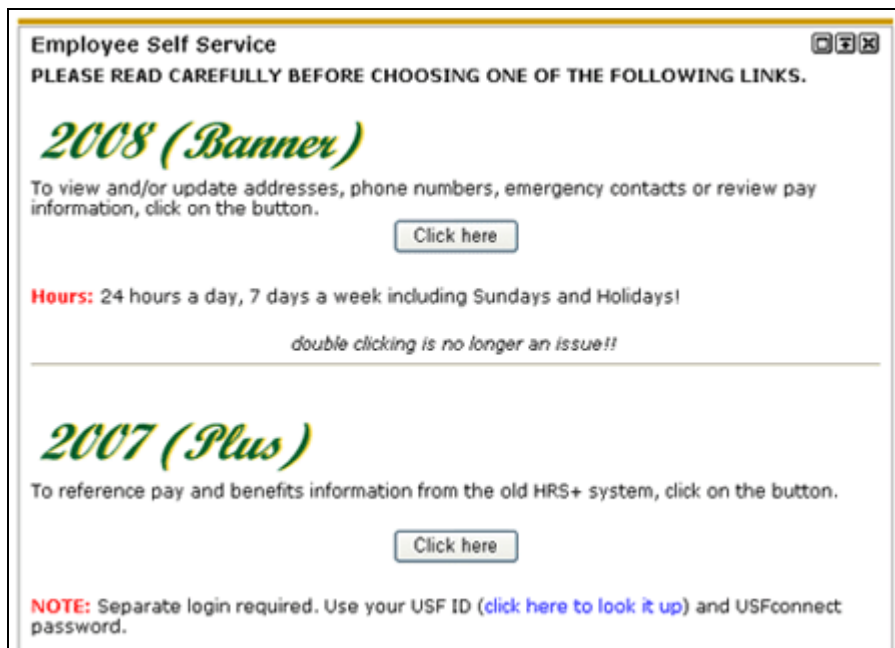 Employee Self Service
PLEASE READ CAREFULLY BEFORE CHOOSING ONE OF THE FOLLOWING LINKS.
2008 (Banner)
To view and/or update addresses, phone numbers, emergency contacts or review pay
information, click on the button.
Click here
Hours: 24 hours a day, 7 days a week including Sundays and Holidays!
double clicking is no longer an issue!!
2007 (Plus)
To reference pay and benefits information from the old HRS+ system, click on the button.
Click here
NOTE: Separate login required. Use your USF ID (click here to look it up) and USFconnect
password.